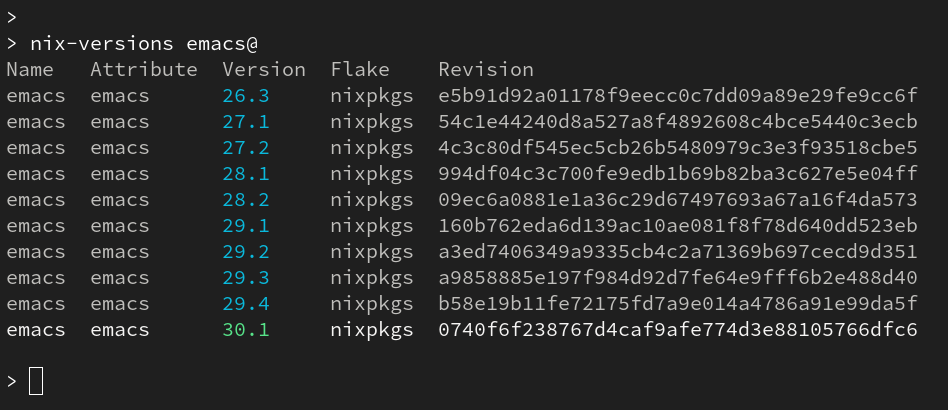 >
> nix-versions emacs@
Name Attribute Version Flake Revision
emacs emacs 26.3 nixpkgs e5b91d92a01178f9eecc0c7dd09a89e29fe9cc6f
emacs emacs 27.1 nixpkgs 54c1e44240d8a527a8f4892608c4bce5440c3ecb
emacs emacs 27.2 nixpkgs 4c3c80df545ec5cb26b5480979c3e3f93518cbe5
emacs emacs 28.1 nixpkgs 994df04c3c700fe9edb1b69b82ba3c627e5e04ff
emacs emacs 28.2 nixpkgs 09ec6a0881e1a36c29d67497693a67a16f4da573
emacs emacs 29.1 nixpkgs 160b762eda6d139ac10ae081f8f78d640dd523eb
emacs emacs 29.2 nixpkgs a3ed7406349a9335cb4c2a71369b697cecd9d351
emacs emacs 29.3 nixpkgs a9858885e197f984d92d7fe64e9fff6b2e488d40
emacs emacs 29.4 nixpkgs b58e19b11fe72175fd7a9e014a4786a91e99da5f
emacs emacs 30.1 nixpkgs 0740f6f238767d4caf9afe774d3e88105766dfc6
>